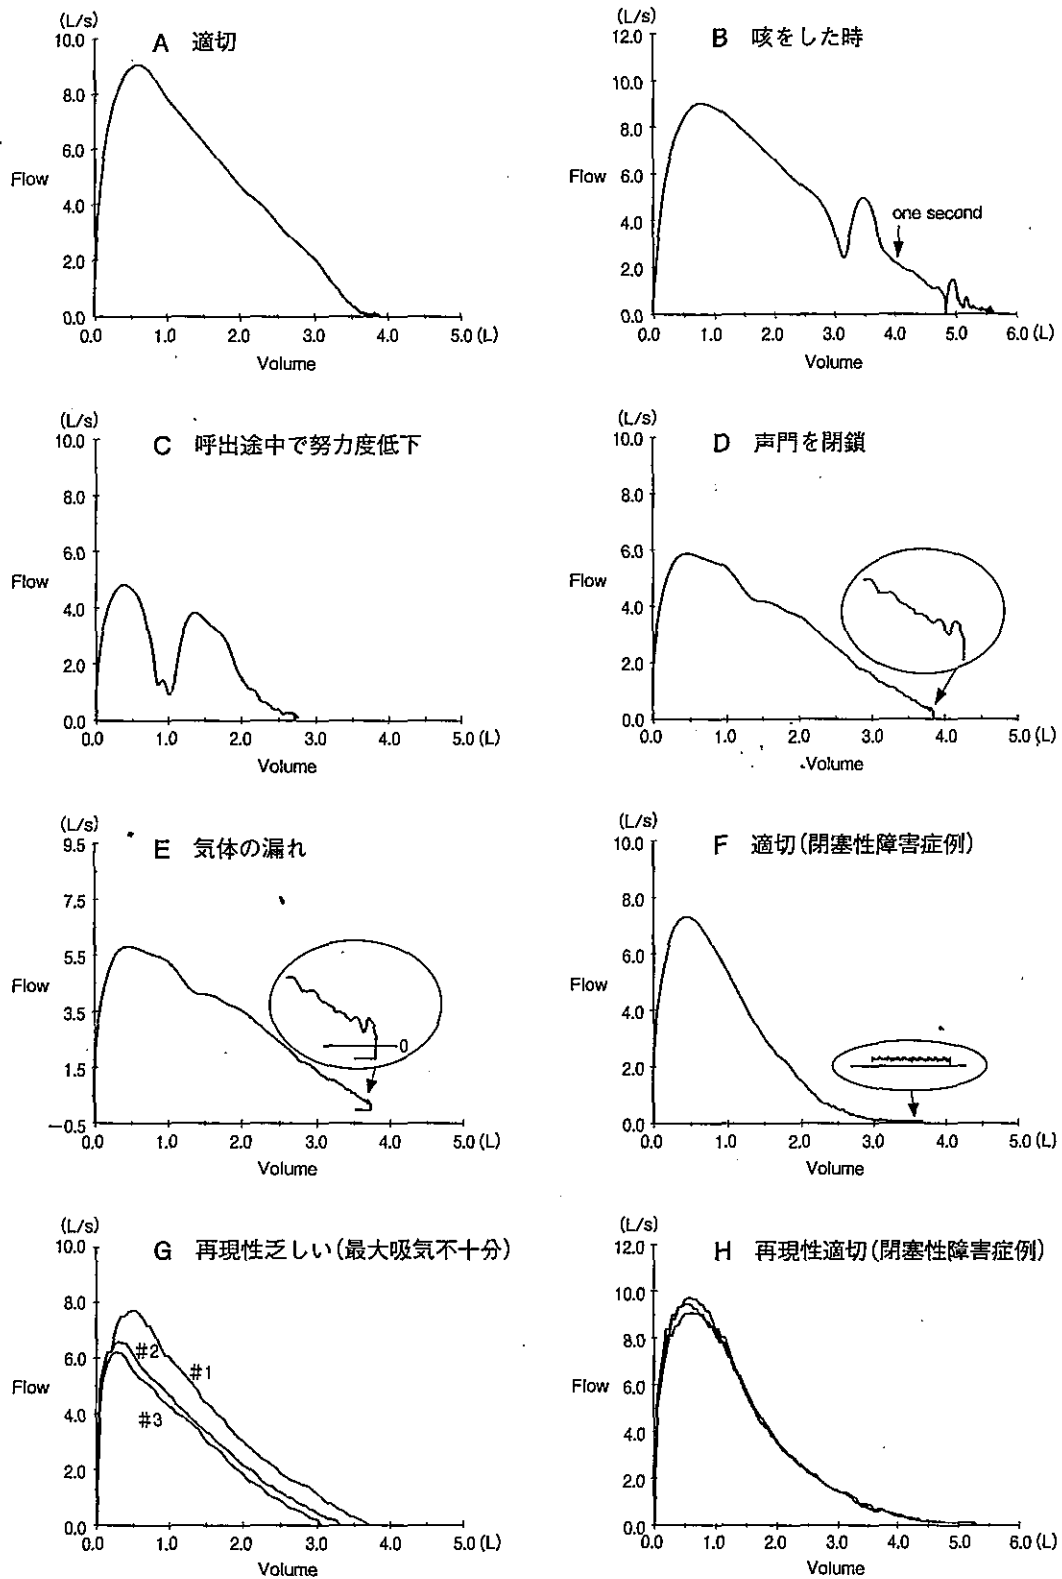 (L/s)
10.0
A 適切
8.0
6.0
Flow
4.0
2.0
0.0
0.0 1.0 2.0 3.0 4.0 5.0 (L)
Volume
(L/s)
12.0
B 咳をした時
10.0
8.0
Flow 6.0
one second
4.0
2.0
0.0
0.0 1.0 2.0 3.0 4.0 5.0 6.0 (L)
Volume
(L/s)
10.0
C 呼出途中で努力度低下
8.0
6.0
Flow
4.0
2.0
0.0
0.0 1.0 2.0 3.0 4.0 5.0 (L)
Volume
(L/s)
10.0
D 声門を閉鎖
8.0
6.0
Flow
4.0
2.0
0.0
0.0 1.0 2.0 3.0 4.0 5.0 (L)
Volume
(L/s)
9.5
E 気体の漏れ
7.5
5.5
Flow
3.5
0
1.5
−0.5
0.0 1.0 2.0 3.0 4.0 5.0 (L)
Volume
(L/s)
10.0
F 適切(閉塞性障害症例)
8.0
6.0
Flow
4.0
2.0
0.0
0.0 1.0 2.0 3.0 4.0 5.0 (L)
Volume
(L/s)
10.0
G 再現性乏しい(最大吸気不十分)
8.0
#2 #1
6.0
Flow
#3
4.0
2.0
0.0
0.0 1.0 2.0 3.0 4.0 5.0 (L)
Volume
(L/s)
12.0
H 再現性適切(閉塞性障害症例)
10.0
8.0
Flow 6.0
4.0
2.0
0.0
0.0 1.0 2.0 3.0 4.0 5.0 6.0 (L)
Volume